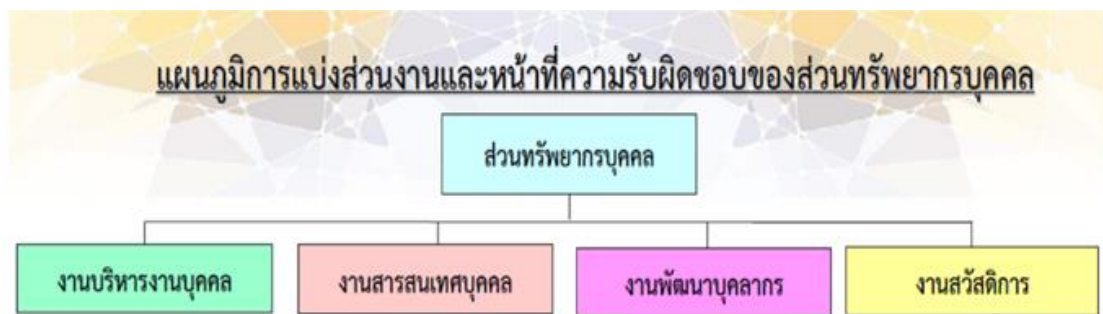 แผนภูมิการแบ่งส่วนงานและหน้าที่ความรับผิดชอบของส่วนทรัพยากรบุคคล
ส่วนทรัพยากรบุคคล
งานบริหารงานบุคคล
งานสารสนเทศบุคคล
งานพัฒนาบุคลากร
งานสวัสดิการ